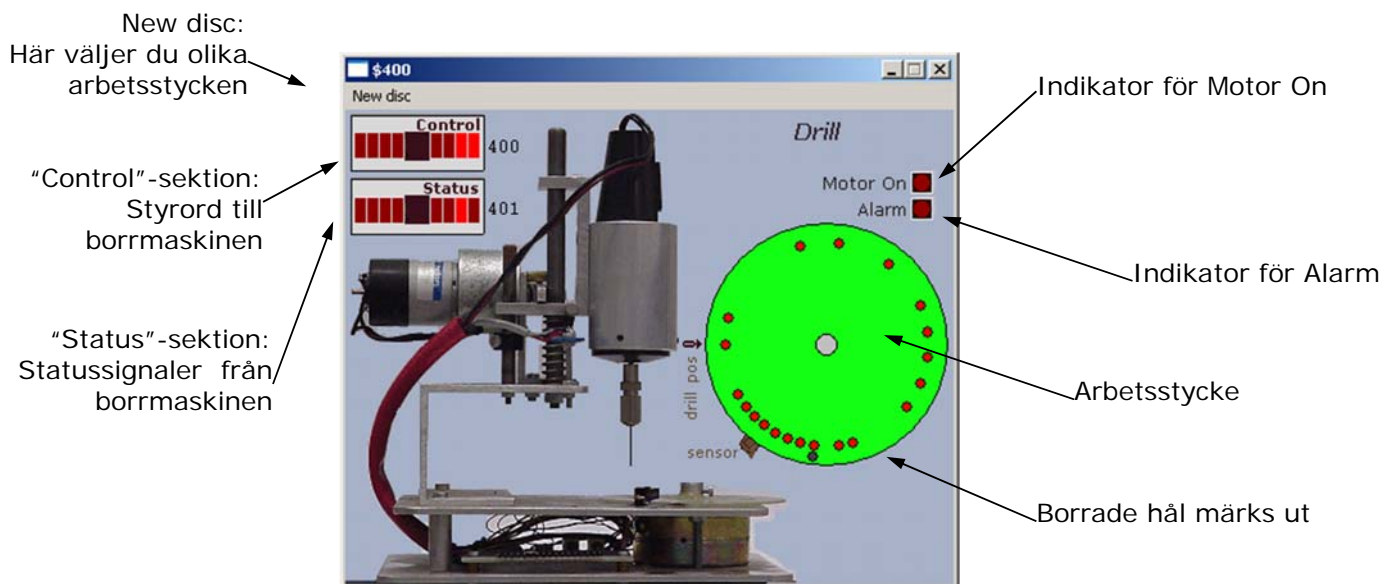 New disc:
Här väljer du olika
arbetsstycken
"Control"-sektion:
Styrord till
borrmaskinen
"Status"-sektion:
Statussignaler från
borrmaskinen
$400
New disc
Control
400
Status
401
Drill
Motor On
Alarm
drill pos
sensor
Indikator för Motor On
Indikator för Alarm
Arbetsstycke
Borrade hål märks ut